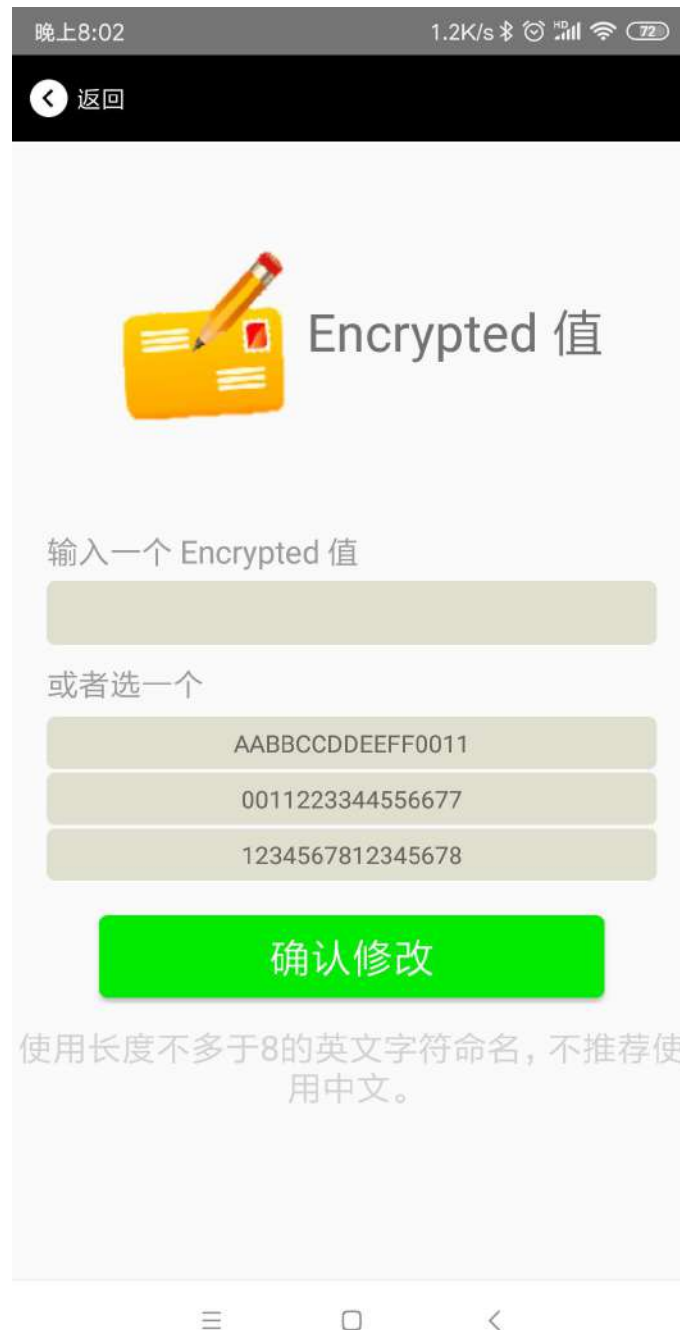 晚上8:02 1.2K/s HD 72
返回
Encrypted 值
输入一个 Encrypted 值
或者选一个
AABBCCDDEEFF0011
0011223344556677
1234567812345678
确认修改
使用长度不多于8的英文字符命名，不推荐使
用中文。